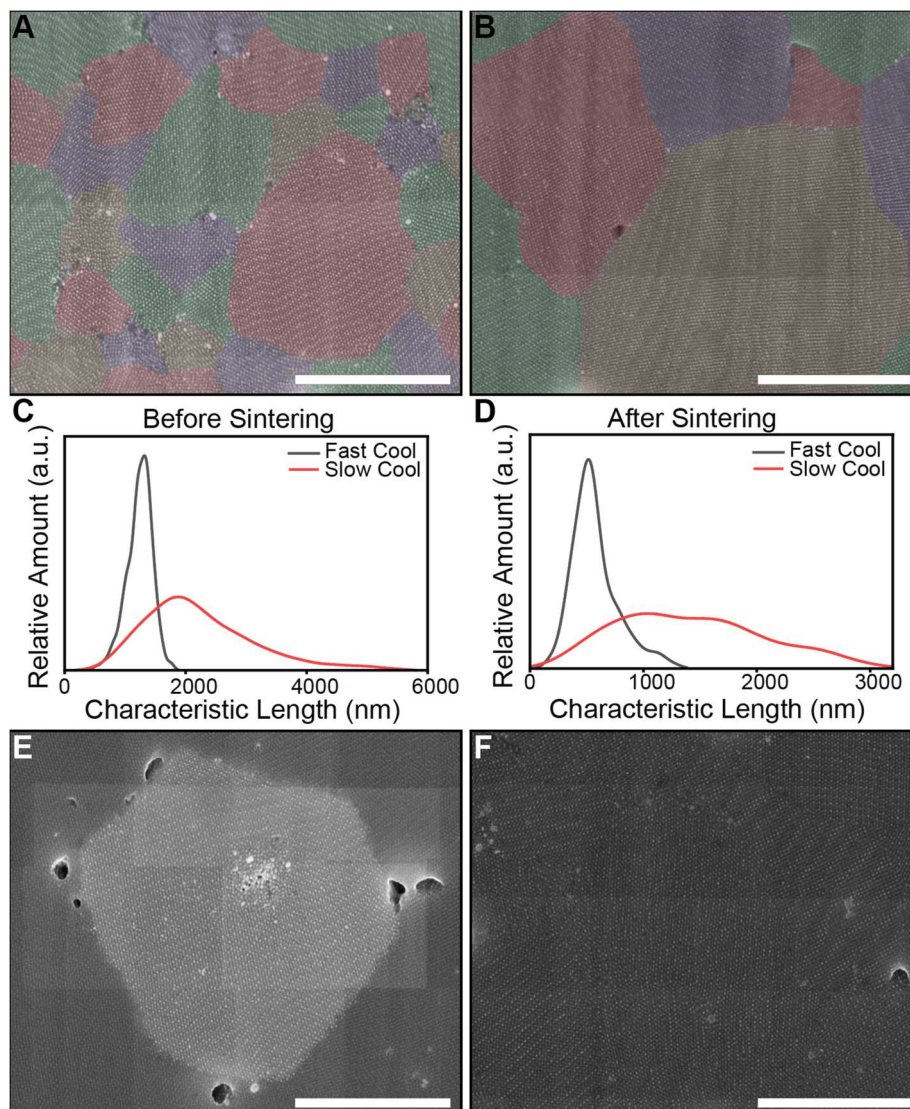 A
B
C
Before Sintering
Fast Cool
Slow Cool
Relative Amount (a.u.)
0
2000
4000
6000
Characteristic Length (nm)
D
After Sintering
Fast Cool
Slow Cool
Relative Amount (a.u.)
0
1000
2000
3000
Characteristic Length (nm)
E
F